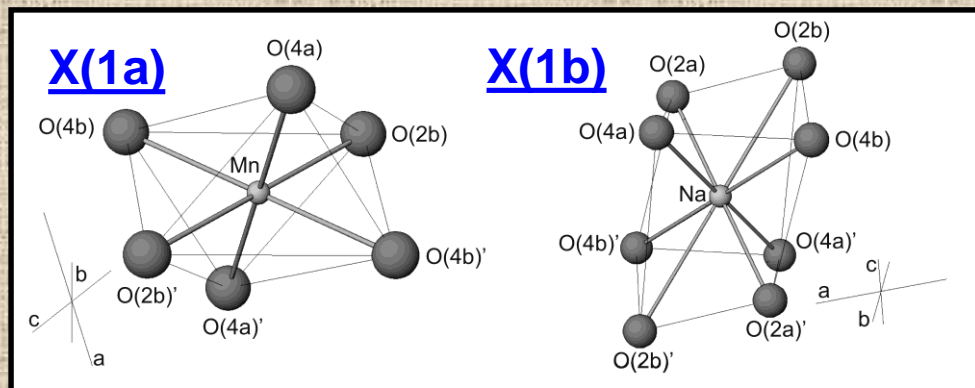 X(1a)
O(4a)
O(4b)
O(2b)
Mn
O(4b)’
O(2b)’
O(4a)’
b
c
a
X(1b)
O(2b)
O(2a)
O(4a)
O(4b)
Na
O(4b)’
O(4a)’
O(2a)’
O(2b)’
c
a
b